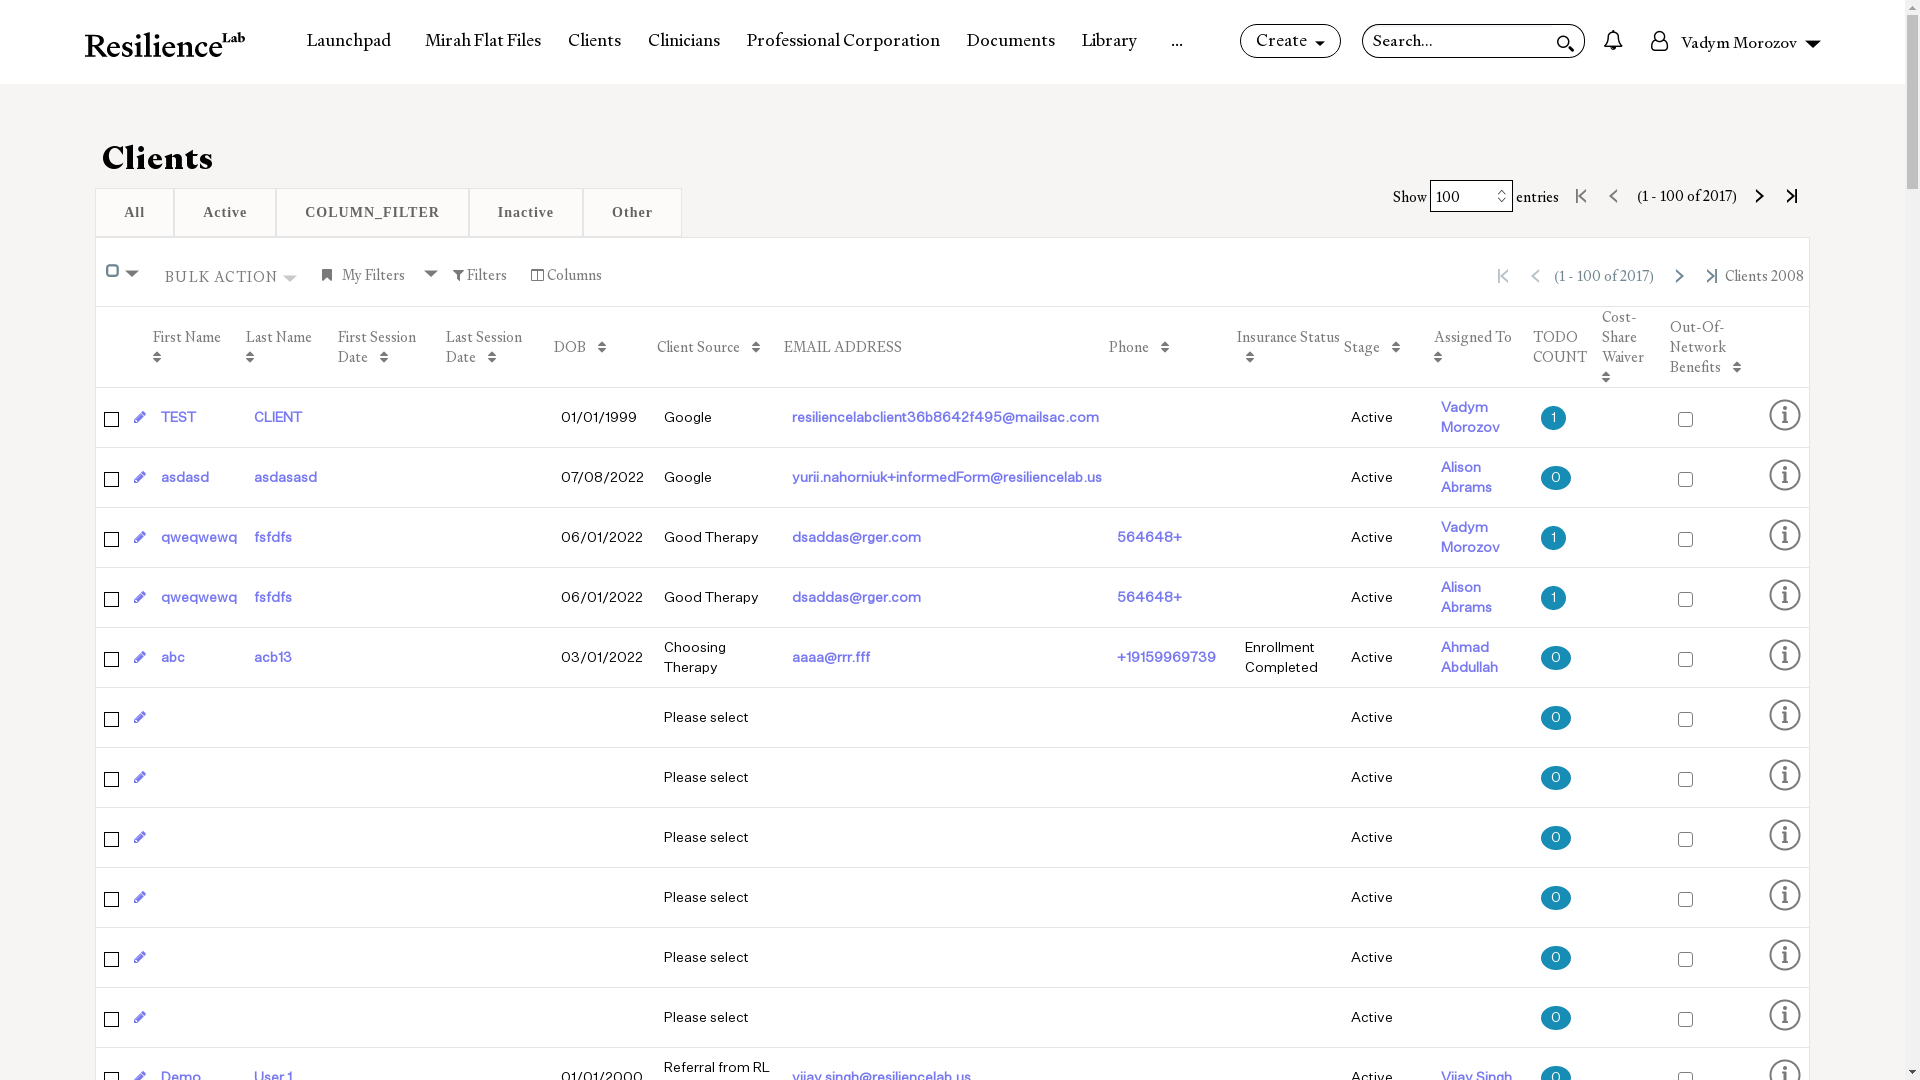 Resilience Lab
Launchpad Mirah Flat Files Clients Clinicians Professional Corporation Documents Library ... Create Search... Vadym Morozov
Clients
All Active COLUMN_FILTER Inactive Other
Show 100 entries (1 - 100 of 2017)
BULK ACTION My Filters Filters Columns (1 - 100 of 2017) Clients 2008
First Name Last Name First Session Date Last Session Date DOB Client Source EMAIL ADDRESS Phone Insurance Status Stage Assigned To TODO COUNT Cost-Share Waiver Out-Of-Network Benefits
TEST CLIENT 01/01/1999 Google resiliencelabclient36b8642f495@mailsac.com Active Vadym Morozov 1
asdasd asdasasd 07/08/2022 Google yurii.nahorniuk+informedForm@resiliencelab.us Active Alison Abrams 0
qweqwewq fsfdfs 06/01/2022 Good Therapy dsaddas@rger.com 564648+ Active Vadym Morozov 1
qweqwewq fsfdfs 06/01/2022 Good Therapy dsaddas@rger.com 564648+ Active Alison Abrams 1
abc acb13 03/01/2022 Choosing Therapy aaaa@rrr.fff +19159969739 Enrollment Completed Active Ahmad Abdullah 0
Please select Active 0
Please select Active 0
Please select Active 0
Please select Active 0
Please select Active 0
Please select Active 0
Demo User 1 01/01/2000 Referral from RL vijay.singh@resiliencelab.us Active Vijay Singh 0